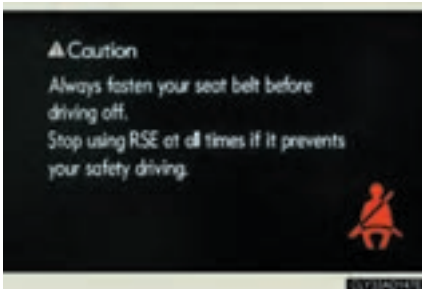 Caution
Always fasten your seat belt before
driving off.
Stop using RSE at all times if it prevents
your safety driving.